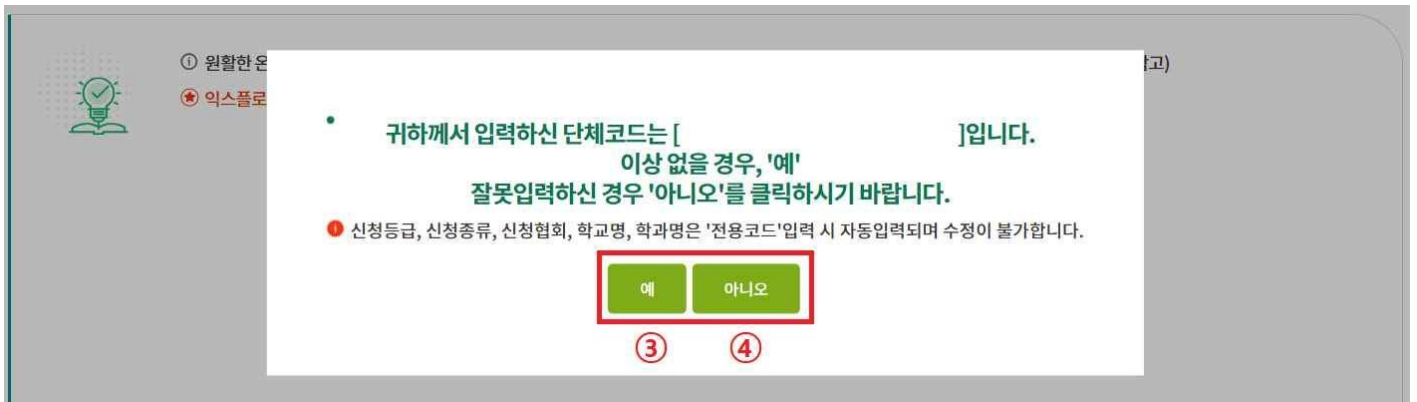 ① 원활한 온
참고)
익스플로
귀하께서 입력하신 단체코드는 [ ]입니다.
이상 없을 경우, '예'
잘못입력하신 경우 '아니오'를 클릭하시기 바랍니다.
신청등급, 신청종류, 신청협회, 학교명, 학과명은 '전용코드'입력 시 자동입력되며 수정이 불가합니다.
예 아니오
③ ④